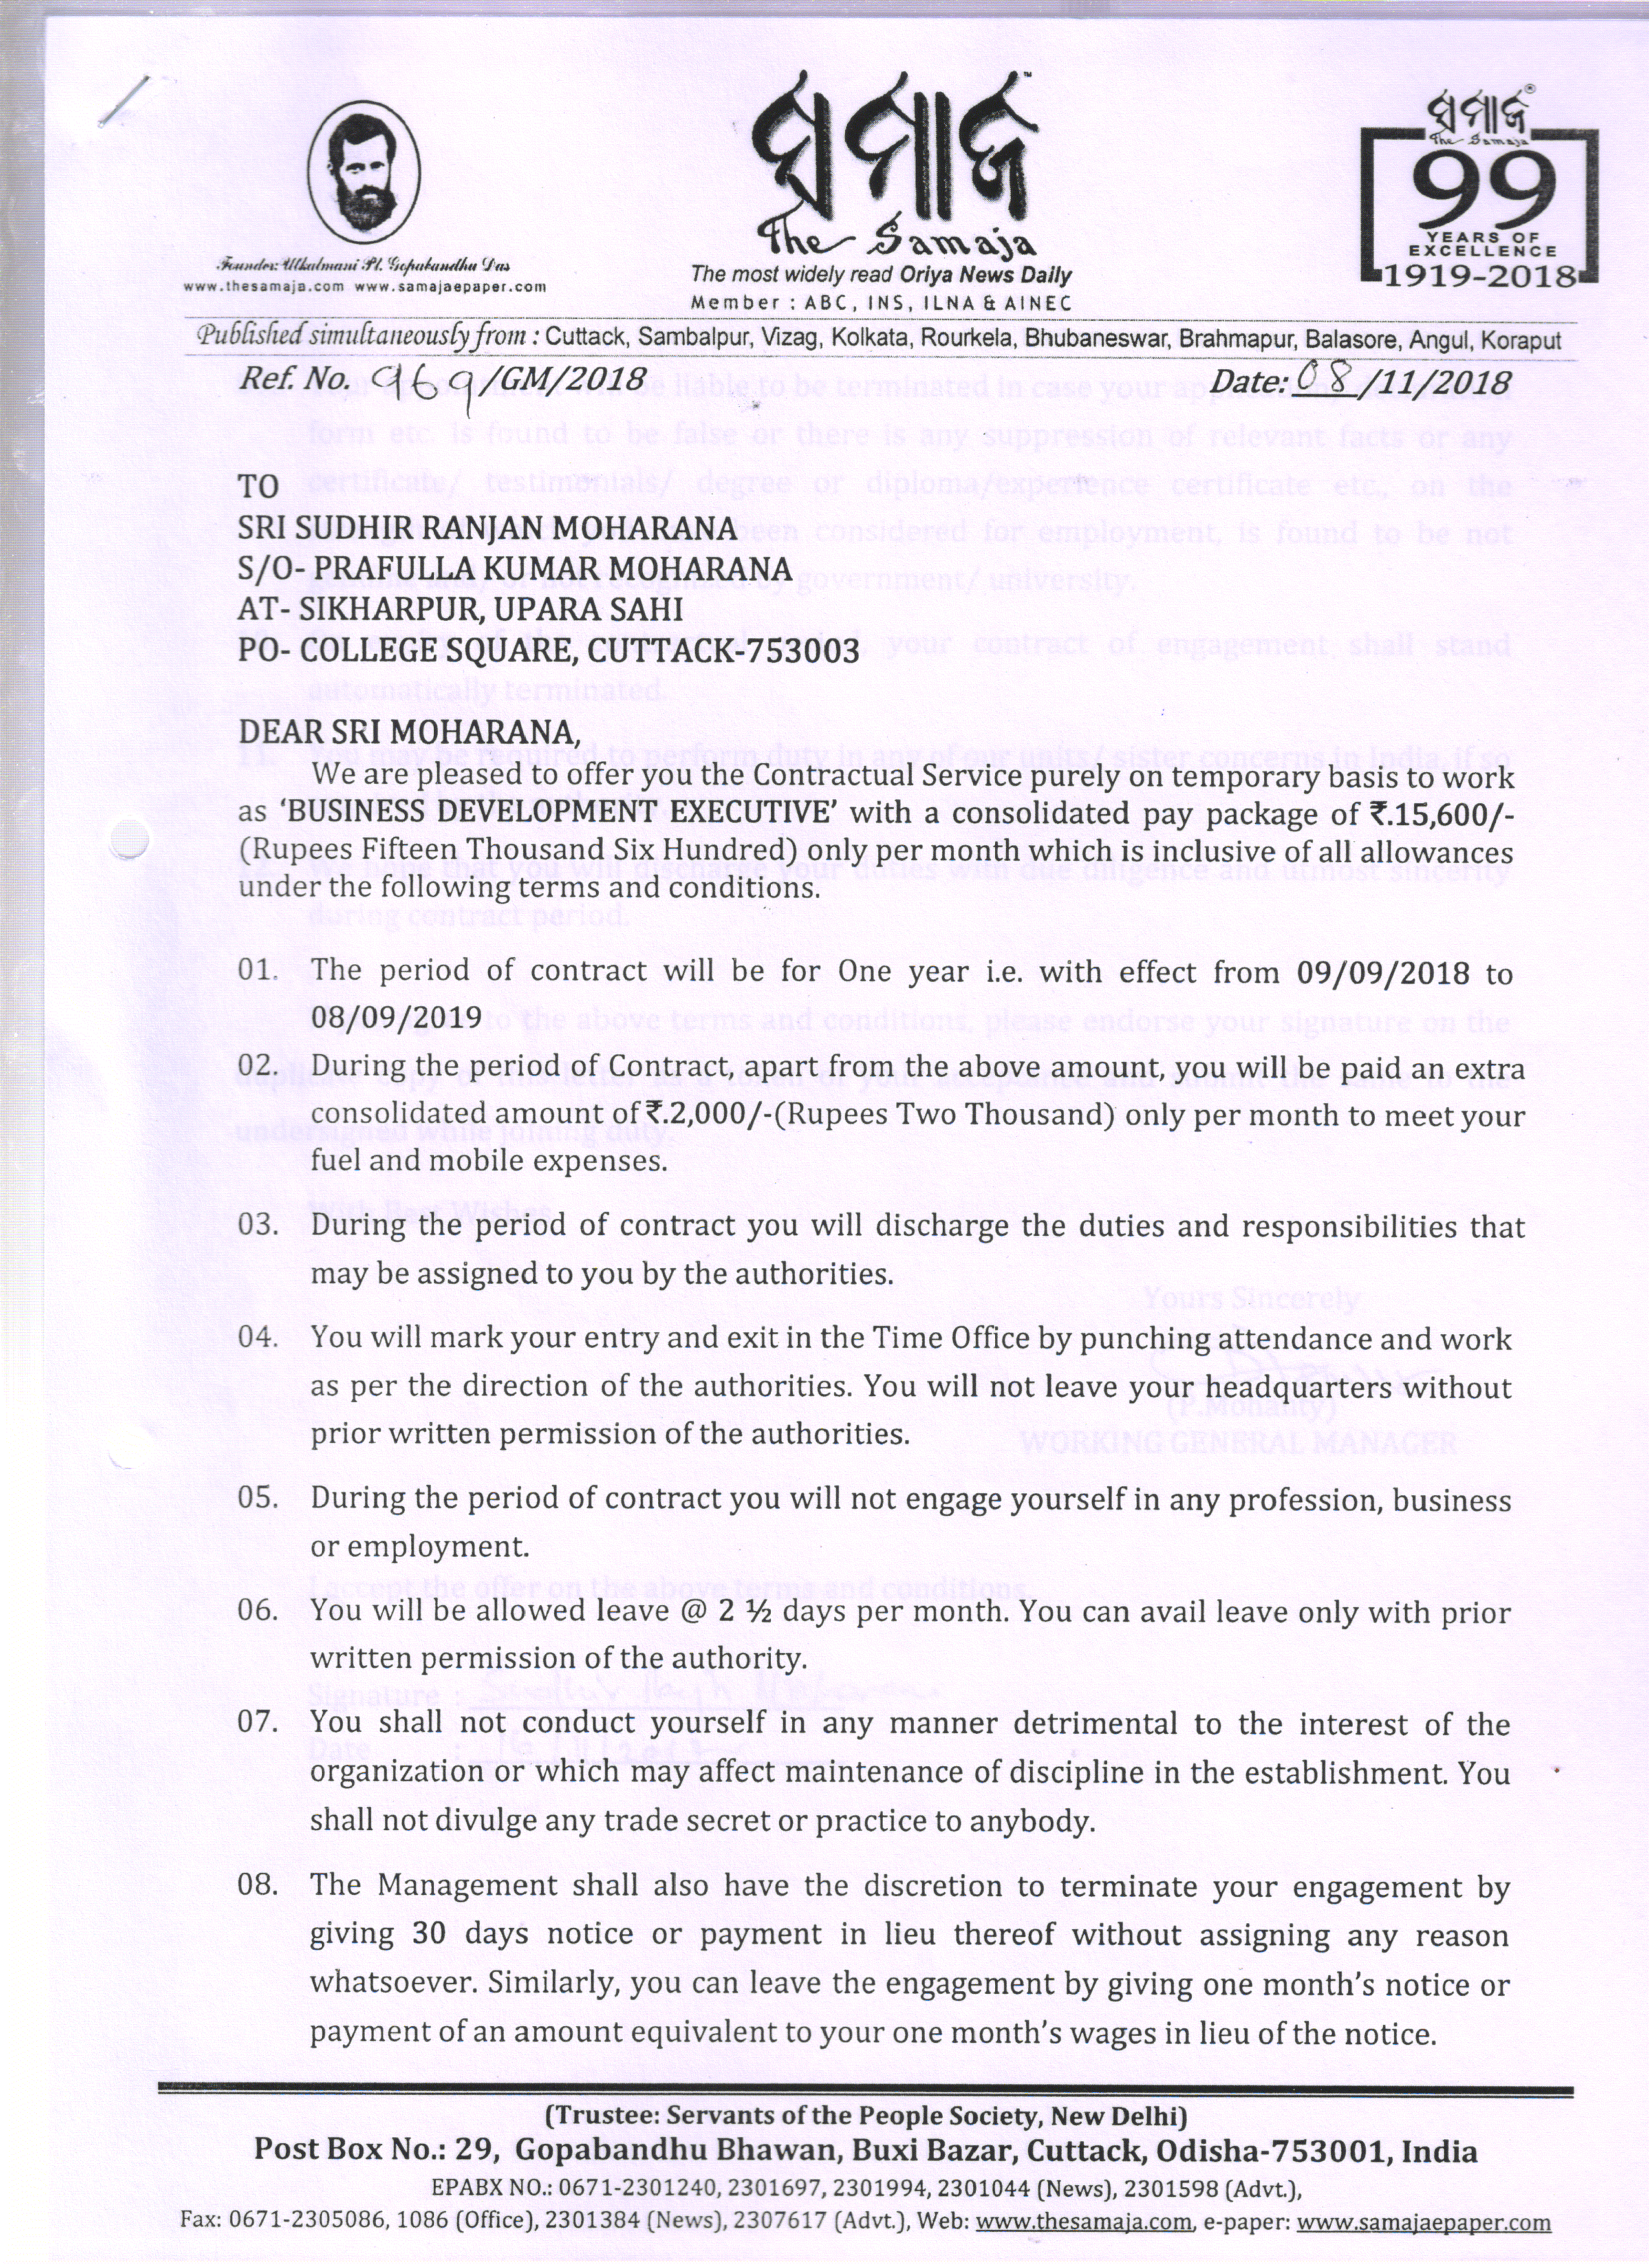 ସମାଜ
The Samaja
Founder: Utkalmani Pt. Gopabandhu Das
www.thesamaja.com www.samajaepaper.com
The most widely read Oriya News Daily
Member : ABC, INS, ILNA & AINEC
ସମାଜ
The Samaja
99
YEARS OF
EXCELLENCE
1919-2018
Published simultaneously from : Cuttack, Sambalpur, Vizag, Kolkata, Rourkela, Bhubaneswar, Brahmapur, Balasore, Angul, Koraput
Ref. No. 969/GM/2018 Date: 08/11/2018
TO
SRI SUDHIR RANJAN MOHARANA
S/O- PRAFULLA KUMAR MOHARANA
AT- SIKHARPUR, UPARA SAHI
PO- COLLEGE SQUARE, CUTTACK-753003
DEAR SRI MOHARANA,
We are pleased to offer you the Contractual Service purely on temporary basis to work
as ‘BUSINESS DEVELOPMENT EXECUTIVE’ with a consolidated pay package of ₹.15,600/-
(Rupees Fifteen Thousand Six Hundred) only per month which is inclusive of all allowances
under the following terms and conditions.
01. The period of contract will be for One year i.e. with effect from 09/09/2018 to
08/09/2019
02. During the period of Contract, apart from the above amount, you will be paid an extra
consolidated amount of ₹.2,000/-(Rupees Two Thousand) only per month to meet your
fuel and mobile expenses.
03. During the period of contract you will discharge the duties and responsibilities that
may be assigned to you by the authorities.
04. You will mark your entry and exit in the Time Office by punching attendance and work
as per the direction of the authorities. You will not leave your headquarters without
prior written permission of the authorities.
05. During the period of contract you will not engage yourself in any profession, business
or employment.
06. You will be allowed leave @ 2 ½ days per month. You can avail leave only with prior
written permission of the authority.
07. You shall not conduct yourself in any manner detrimental to the interest of the
organization or which may affect maintenance of discipline in the establishment. You
shall not divulge any trade secret or practice to anybody.
08. The Management shall also have the discretion to terminate your engagement by
giving 30 days notice or payment in lieu thereof without assigning any reason
whatsoever. Similarly, you can leave the engagement by giving one month’s notice or
payment of an amount equivalent to your one month’s wages in lieu of the notice.
(Trustee: Servants of the People Society, New Delhi)
Post Box No.: 29, Gopabandhu Bhawan, Buxi Bazar, Cuttack, Odisha-753001, India
EPABX NO.: 0671-2301240, 2301697, 2301994, 2301044 (News), 2301598 (Advt.),
Fax: 0671-2305086, 1086 (Office), 2301384 (News), 2307617 (Advt.), Web: www.thesamaja.com, e-paper: www.samajaepaper.com